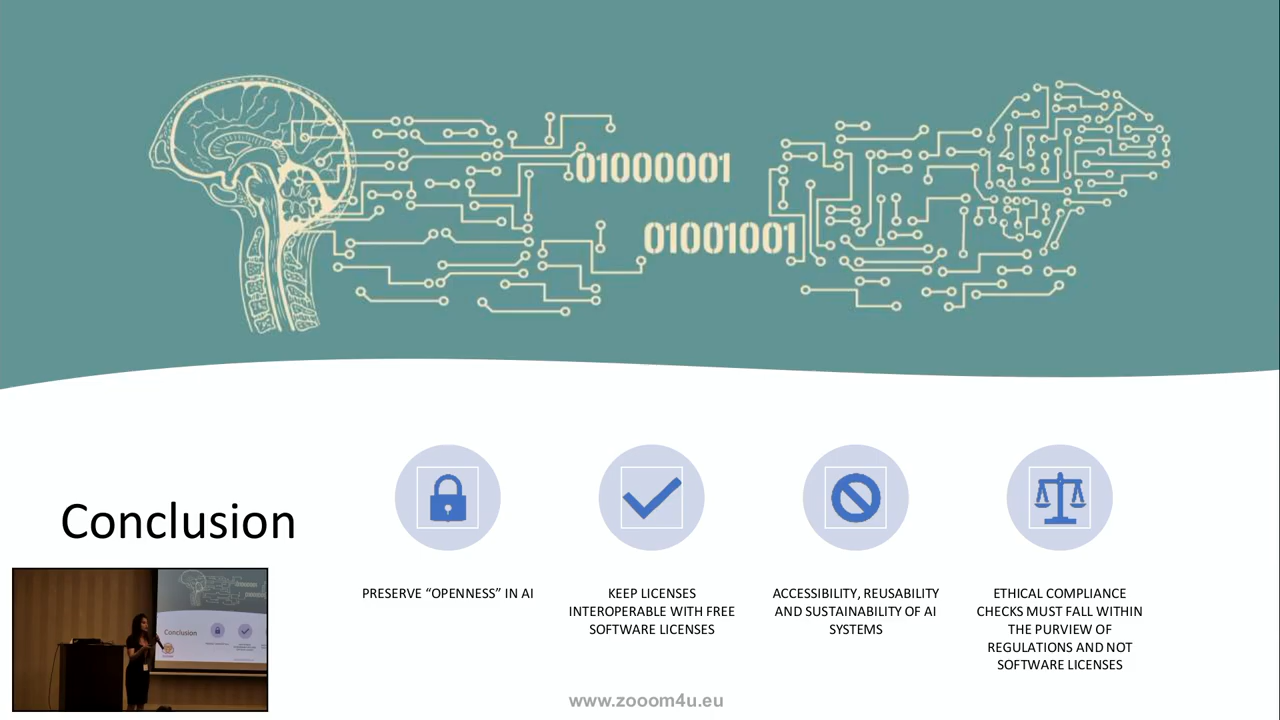 01000001
01001001
Conclusion
PRESERVE “OPENNESS” IN AI
KEEP LICENSES
INTEROPERABLE WITH FREE
SOFTWARE LICENSES
ACCESSIBILITY, REUSABILITY
AND SUSTAINABILITY OF AI
SYSTEMS
ETHICAL COMPLIANCE
CHECKS MUST FALL WITHIN
THE PURVIEW OF
REGULATIONS AND NOT
SOFTWARE LICENSES
Conclusion
www.zooom4u.eu